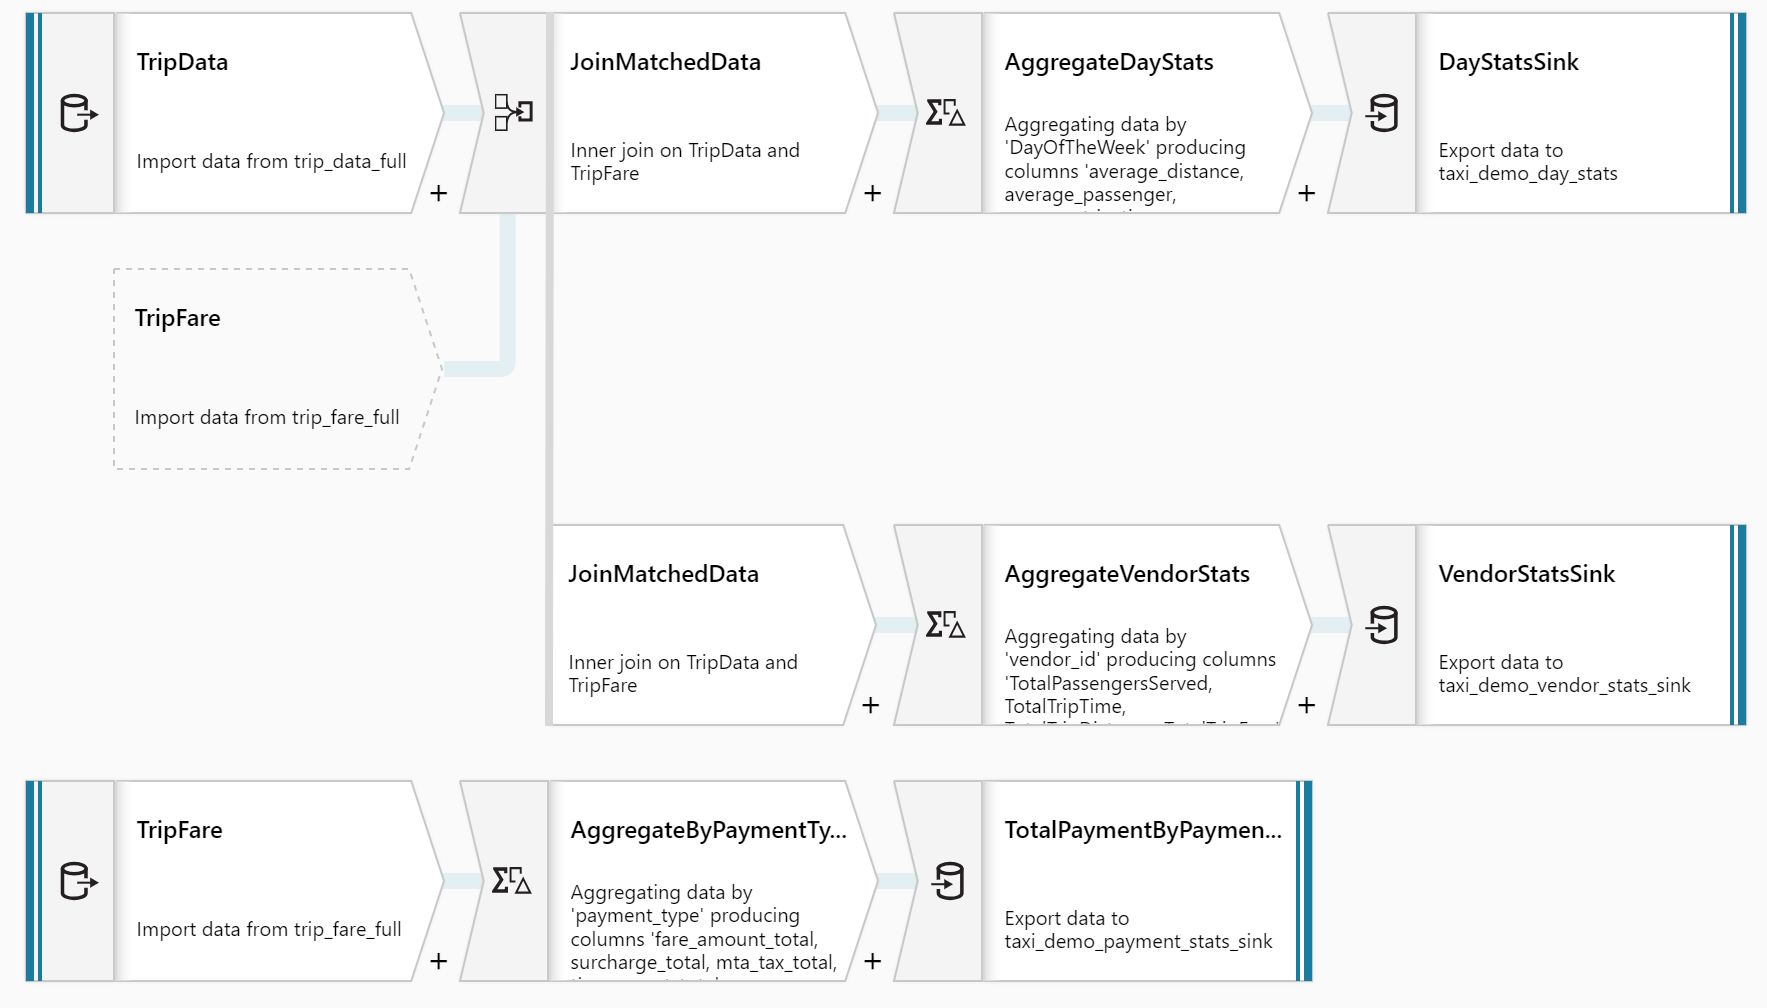 TripData
Import data from trip_data_full
+
JoinMatchedData
Inner join on TripData and
TripFare
+
AggregateDayStats
Aggregating data by
'DayOfTheWeek' producing
columns 'average_distance,
average_passenger,
+
DayStatsSink
Export data to
taxi_demo_day_stats
TripFare
Import data from trip_fare_full
JoinMatchedData
Inner join on TripData and
TripFare
+
AggregateVendorStats
Aggregating data by
'vendor_id' producing columns
'TotalPassengersServed,
TotalTripTime,
+
VendorStatsSink
Export data to
taxi_demo_vendor_stats_sink
TripFare
Import data from trip_fare_full
+
AggregateByPaymentTy...
Aggregating data by
'payment_type' producing
columns 'fare_amount_total,
surcharge_total, mta_tax_total,
+
TotalPaymentByPaymen...
Export data to
taxi_demo_payment_stats_sink